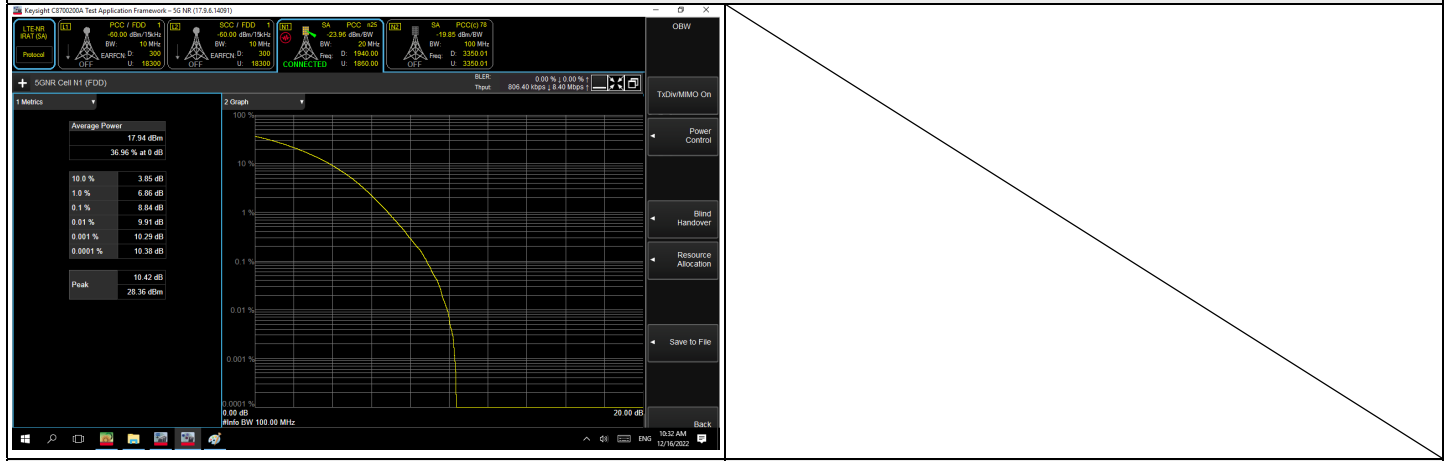 Keysight C8700200A Test Application Framework – 5G NR (17.9.6.14091)
LTE-NR
IRAT (SA)
Protocol
L1
PCC / FDD 1
-60.00 dBm/15kHz
BW: 10 MHz
EARFCN: D: 300
OFF U: 18300
L2
SCC / FDD 1
-60.00 dBm/15kHz
BW: 10 MHz
EARFCN: D: 300
OFF U: 18300
N1
SA PCC n25
-23.96 dBm/BW
BW: 20 MHz
Freq: D: 1940.00
CONNECTED U: 1860.00
N2
SA PCC(c) 78
-19.85 dBm/BW
BW: 100 MHz
Freq: D: 3350.01
OFF U: 3350.01
5GNR Cell N1 (FDD)
BLER: 0.00 % ↓ 0.00 % ↑
Thput: 806.40 kbps ↓ 8.40 Mbps ↑
1 Metrics
Average Power
17.94 dBm
36.96 % at 0 dB
10.0 % 3.85 dB
1.0 % 6.86 dB
0.1 % 8.84 dB
0.01 % 9.91 dB
0.001 % 10.29 dB
0.0001 % 10.38 dB
Peak
10.42 dB
28.36 dBm
2 Graph
100 %
10 %
1 %
0.1 %
0.01 %
0.001 %
0.0001 %
0.00 dB 20.00 dB
#Info BW 100.00 MHz
OBW
TxDiv/MIMO On
Power
Control
Blind
Handover
Resource
Allocation
Save to File
Back
ENG
10:32 AM
12/16/2022